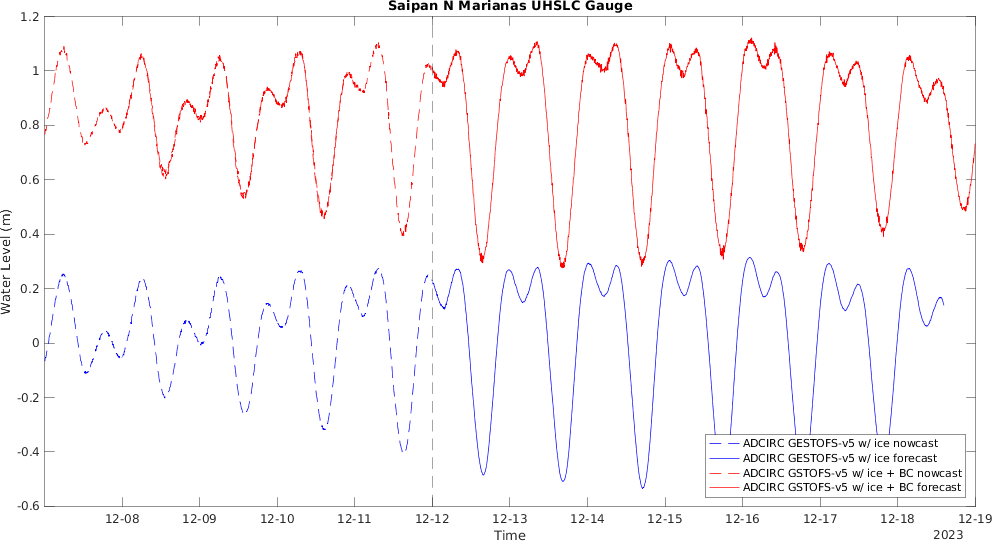 Saipan N Marianas UHSLC Gauge
1.2
1
0.8
0.6
0.4
0.2
0
-0.2
-0.4
-0.6
Water Level (m)
ADCIRC GESTOFS-v5 w/ ice nowcast
ADCIRC GESTOFS-v5 w/ ice forecast
ADCIRC GSTOFS-v5 w/ ice + BC nowcast
ADCIRC GSTOFS-v5 w/ ice + BC forecast
12-08 12-09 12-10 12-11 12-12 12-13 12-14 12-15 12-16 12-17 12-18 12-19
Time
2023